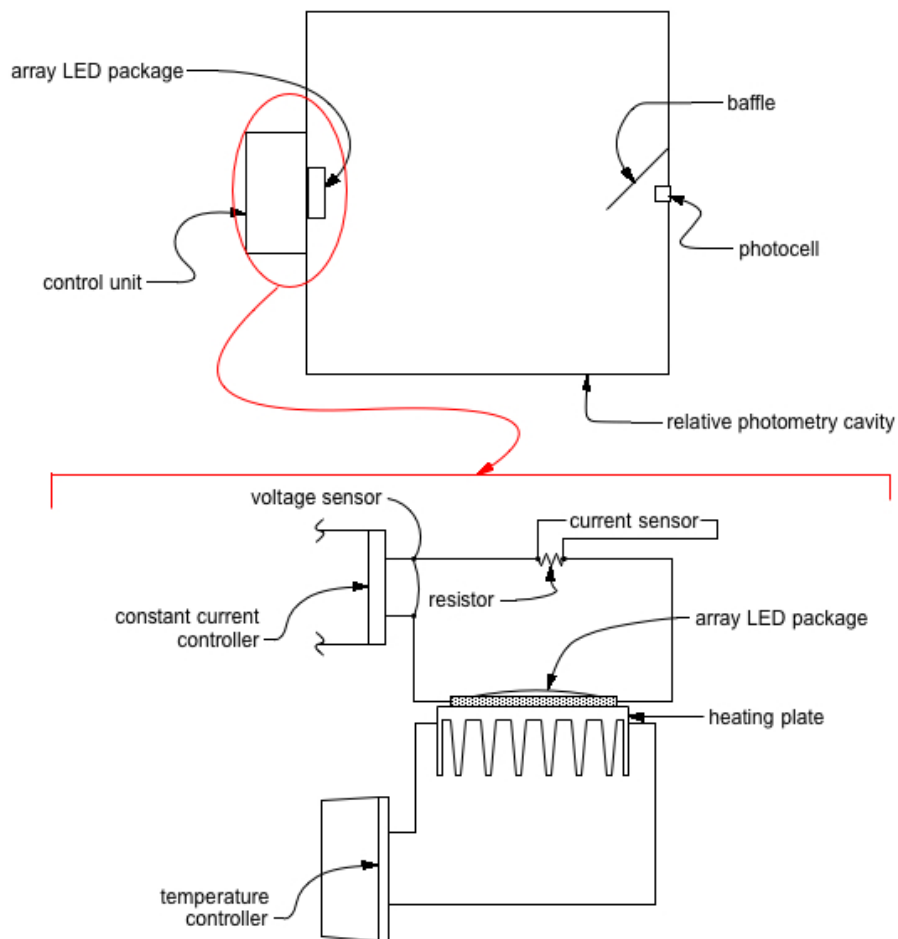 array LED package
baffle
photocell
control unit
relative photometry cavity
voltage sensor
current sensor
resistor
constant current
controller
array LED package
heating plate
temperature
controller